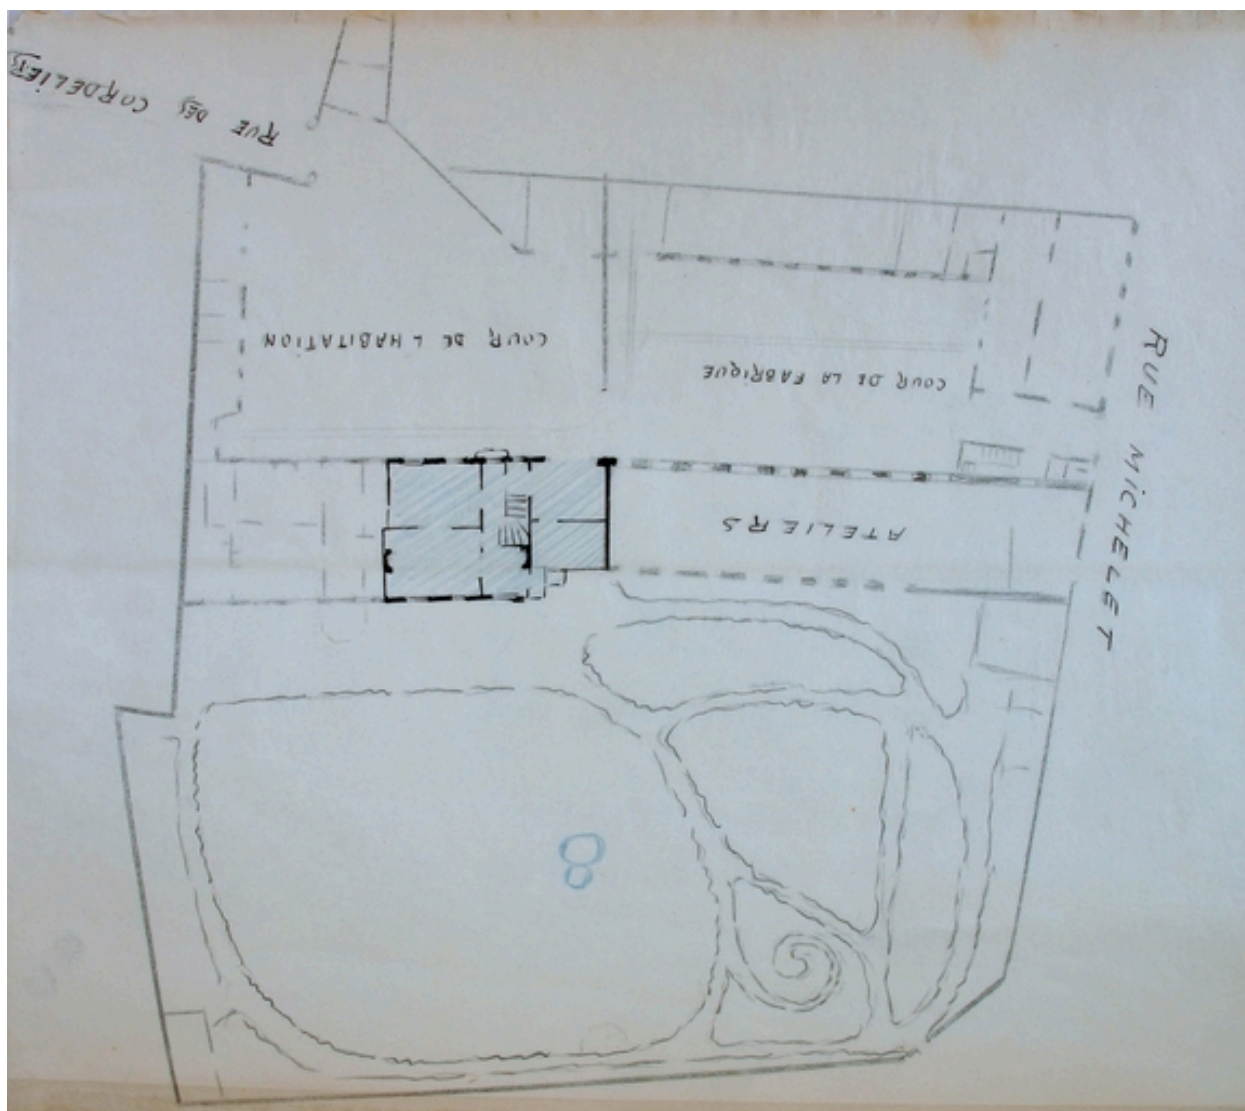 RUE DES CORDELIERS
COUR DE L HABITATION
COUR DE LA FABRIQUE
RUE MICHELET
ATELIERS
8